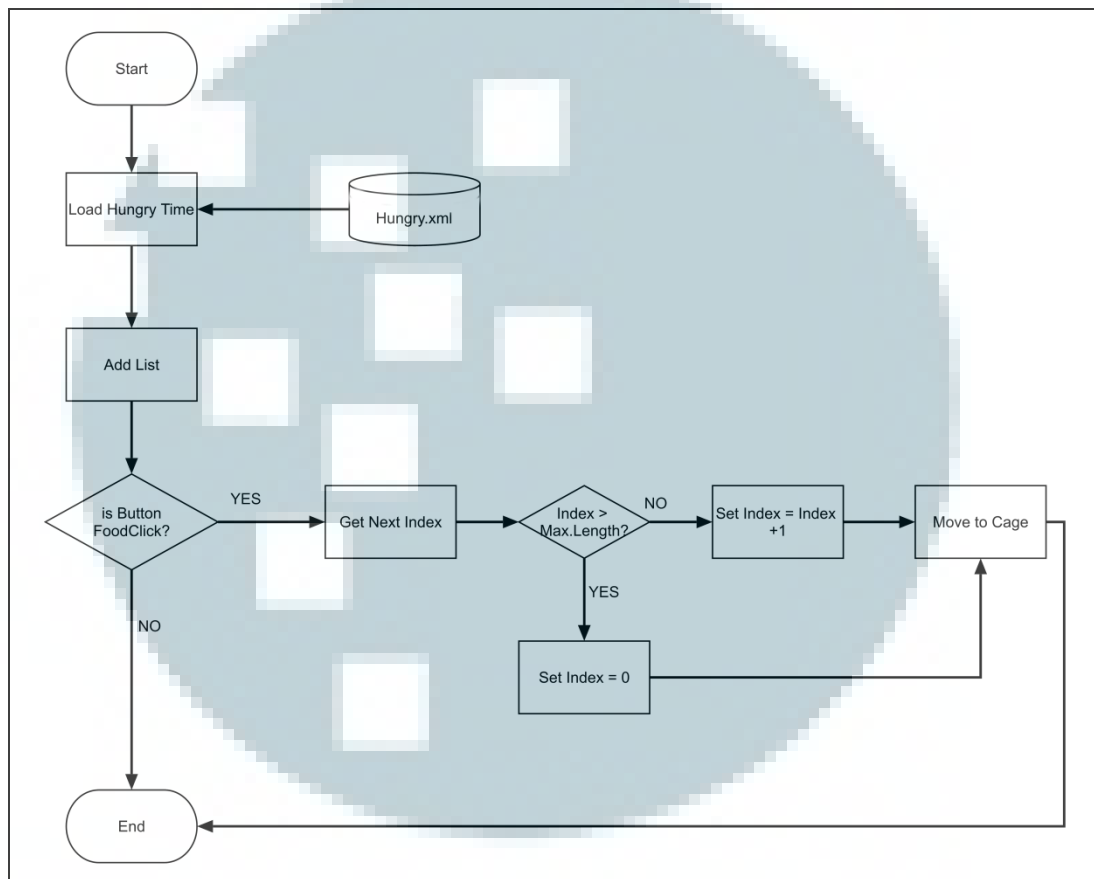 Start
Load Hungry Time
Hungry.xml
Add List
is Button
FoodClick?
YES
Get Next Index
Index >
Max.Length?
NO
Set Index = Index
+1
Move to Cage
YES
NO
Set Index = 0
End